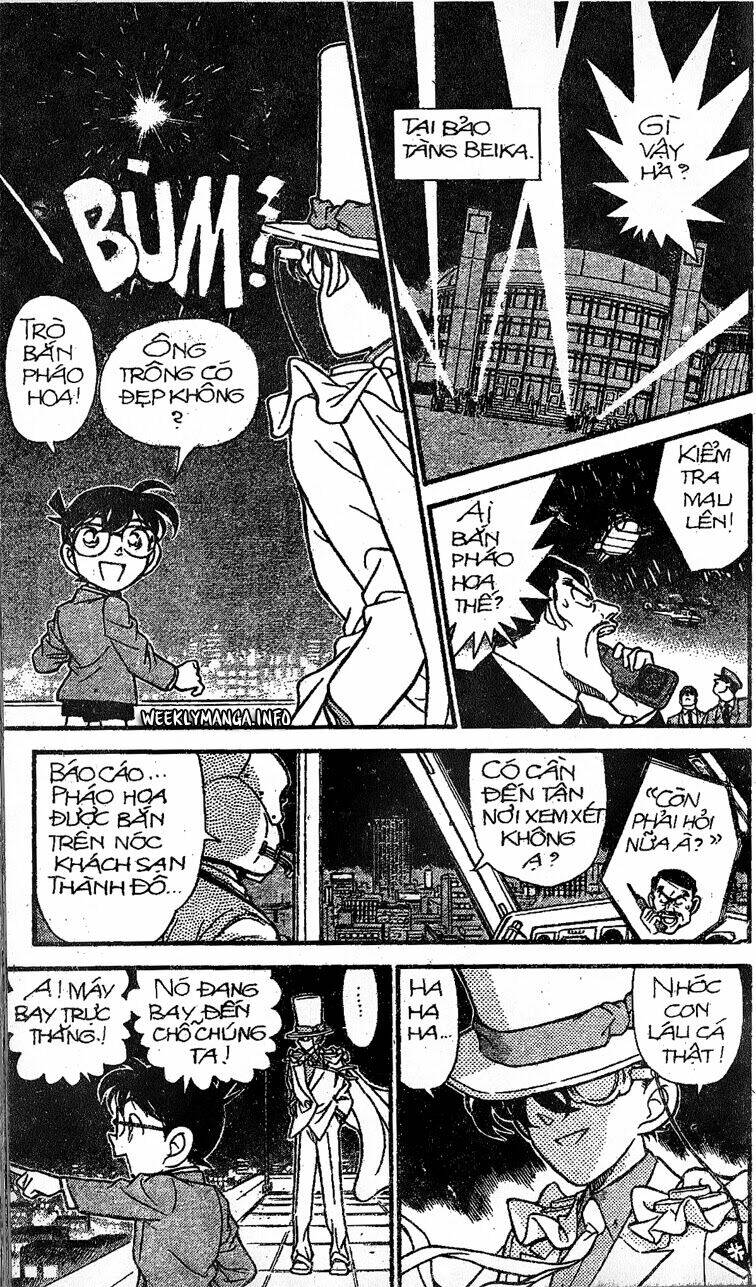 BÙM!
TRÒ
BẮN
PHÁO
HOA!
ÔNG
TRÔNG CÓ
ĐẸP KHÔNG
?
WEEKLYMANGA.INFO
TẠI BẢO
TÀNG BEIKA.
GÌ
VẬY
HẢ?
KIỂM
TRA
MAU
LÊN!
AI
BẮN
PHÁO
HOA
THẾ?
BÁO CÁO...
PHÁO HOA
ĐƯỢC BẮN
TRÊN NÓC
KHÁCH SẠN
THÀNH ĐÔ...
CÓ CẦN
ĐẾN TẬN
NƠI XEM XÉT
KHÔNG
Ạ?
"CÒN
PHẢI HỎI
NỮA À?"
A! MÁY
BAY TRỰC
THĂNG!
NÓ ĐANG
BAY ĐẾN
CHỖ CHÚNG
TA!
...
HA
HA
HA...
NHÓC
CON
LÁU CÁ
THẬT!